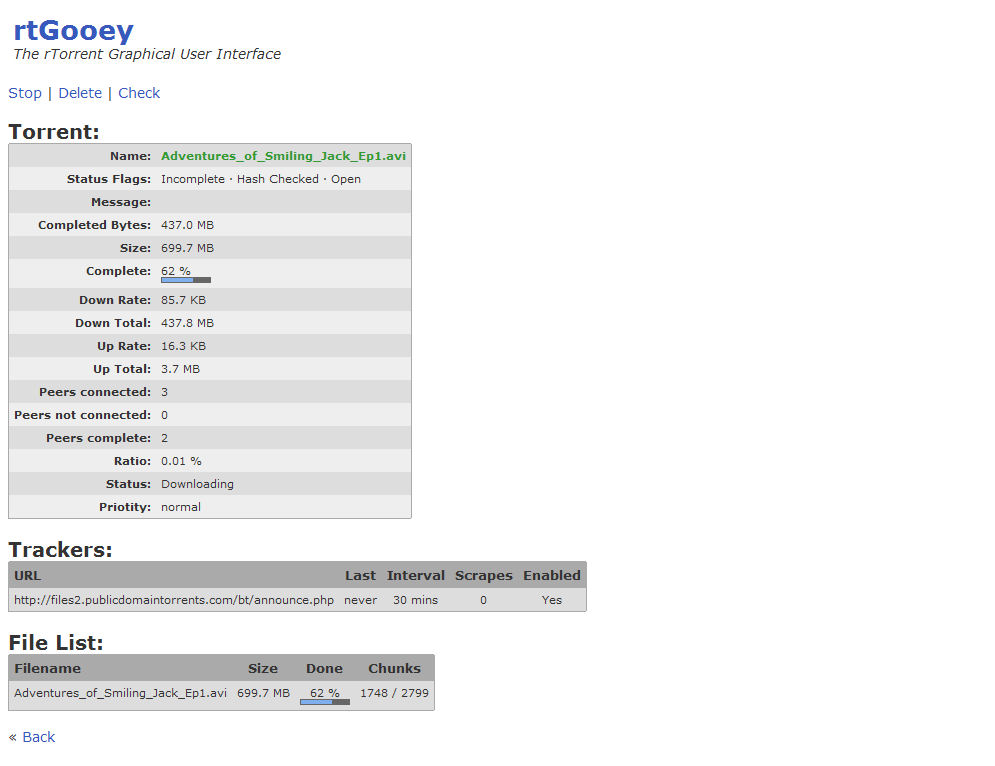 rtGooey
The rTorrent Graphical User Interface
Stop | Delete | Check
Torrent:
Name: Adventures_of_Smiling_Jack_Ep1.avi
Status Flags: Incomplete · Hash Checked · Open
Message:
Completed Bytes: 437.0 MB
Size: 699.7 MB
Complete: 62 %
Down Rate: 85.7 KB
Down Total: 437.8 MB
Up Rate: 16.3 KB
Up Total: 3.7 MB
Peers connected: 3
Peers not connected: 0
Peers complete: 2
Ratio: 0.01 %
Status: Downloading
Priotity: normal
Trackers:
URL Last Interval Scrapes Enabled
http://files2.publicdomaintorrents.com/bt/announce.php never 30 mins 0 Yes
File List:
Filename Size Done Chunks
Adventures_of_Smiling_Jack_Ep1.avi 699.7 MB 62 % 1748 / 2799
« Back